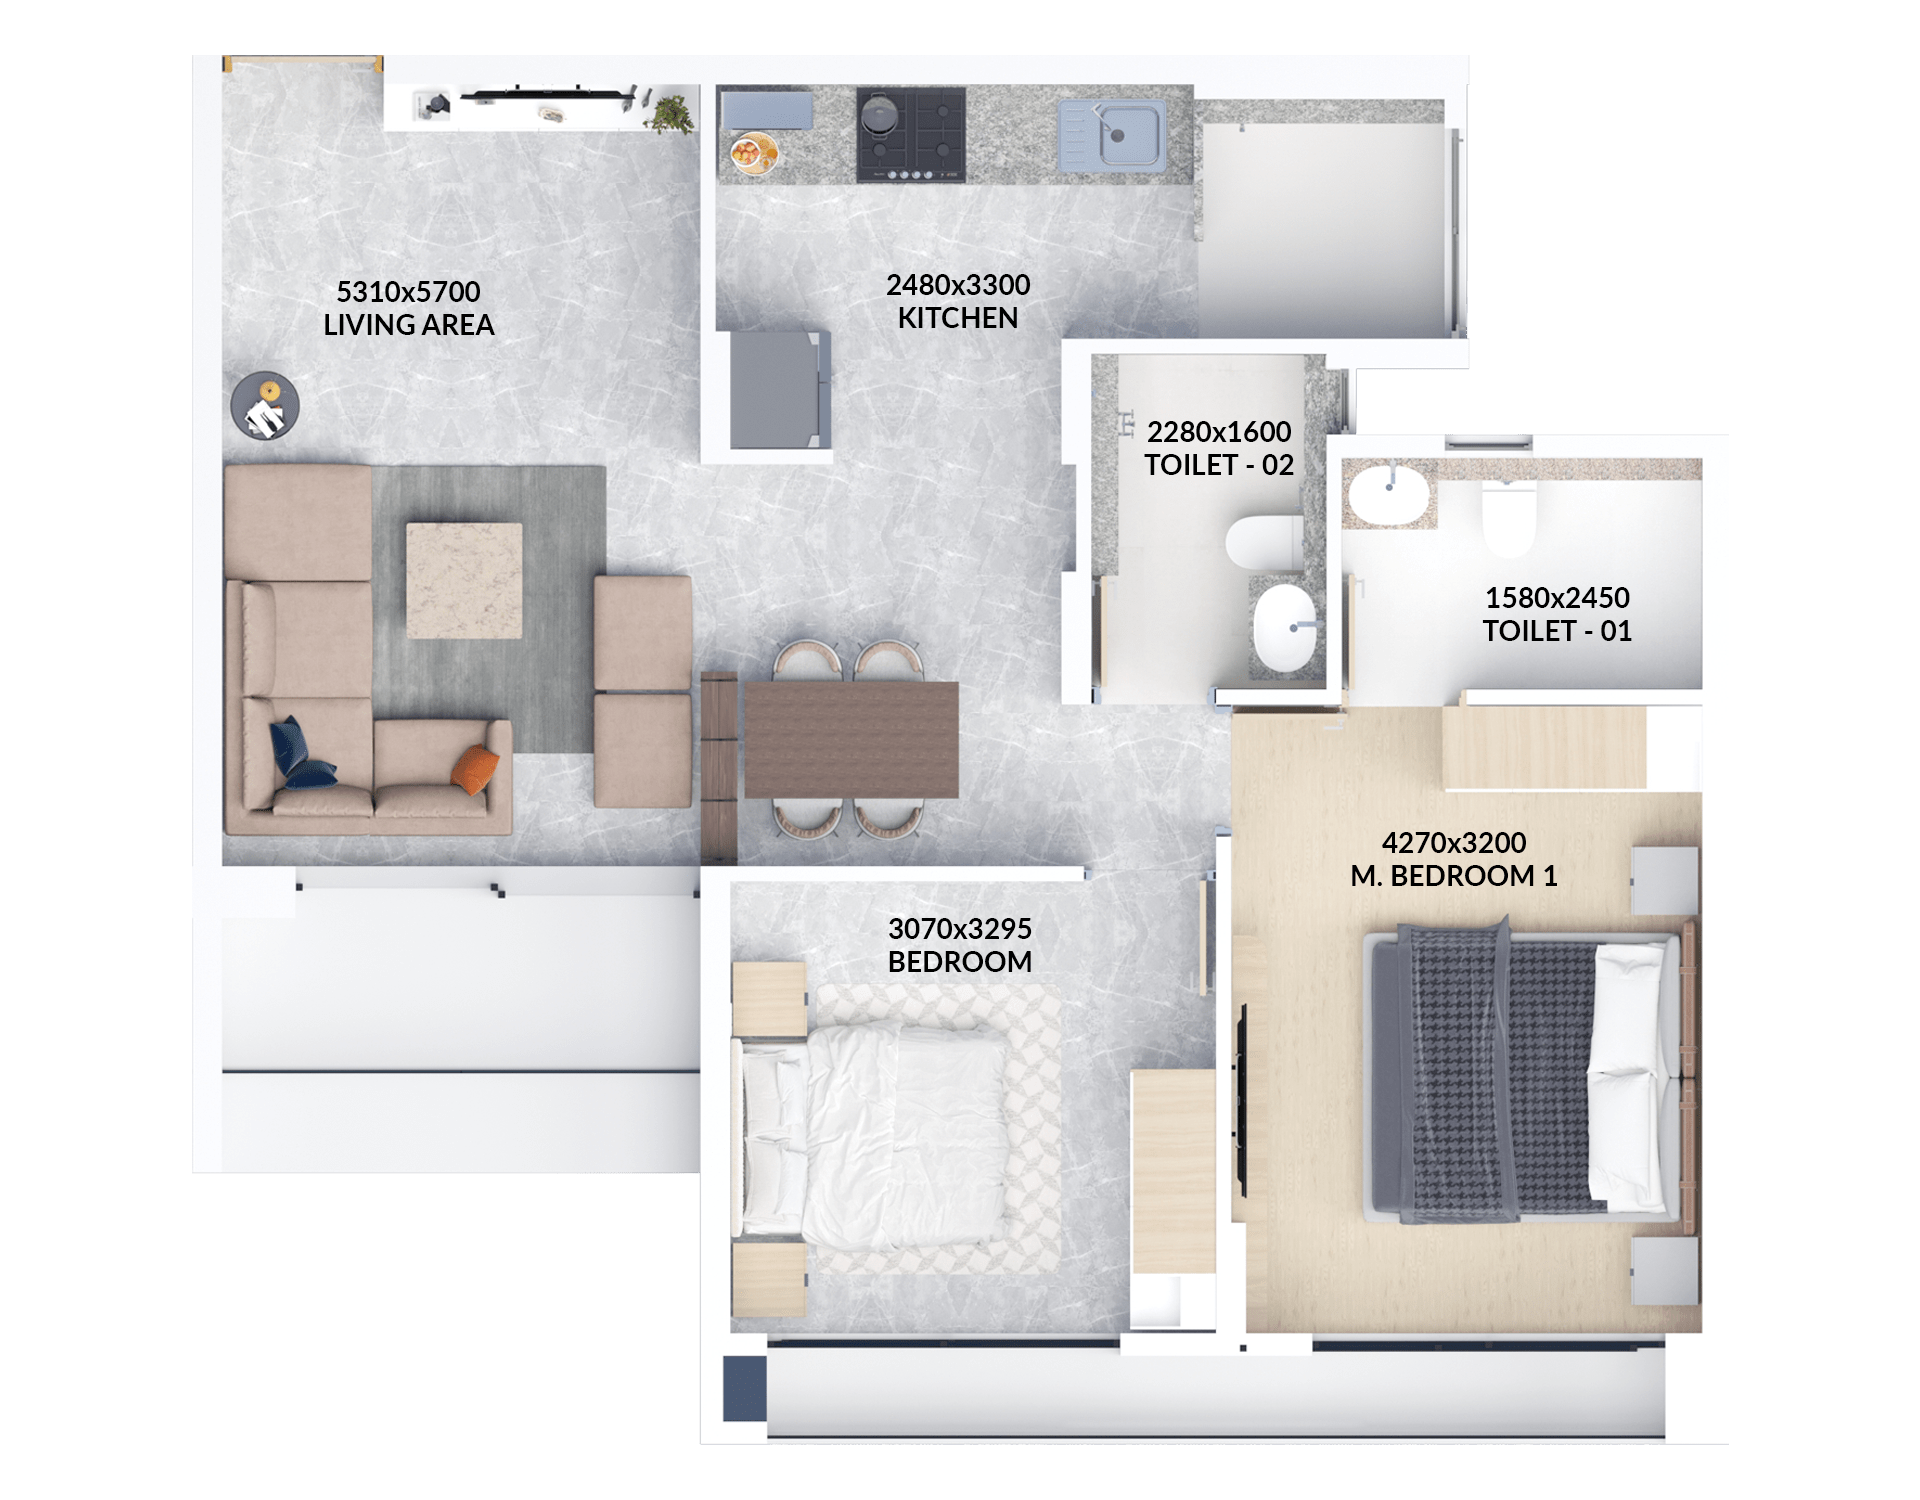 5310x5700
LIVING AREA
2480x3300
KITCHEN
2280x1600
TOILET - 02
1580x2450
TOILET - 01
4270x3200
M. BEDROOM 1
3070x3295
BEDROOM